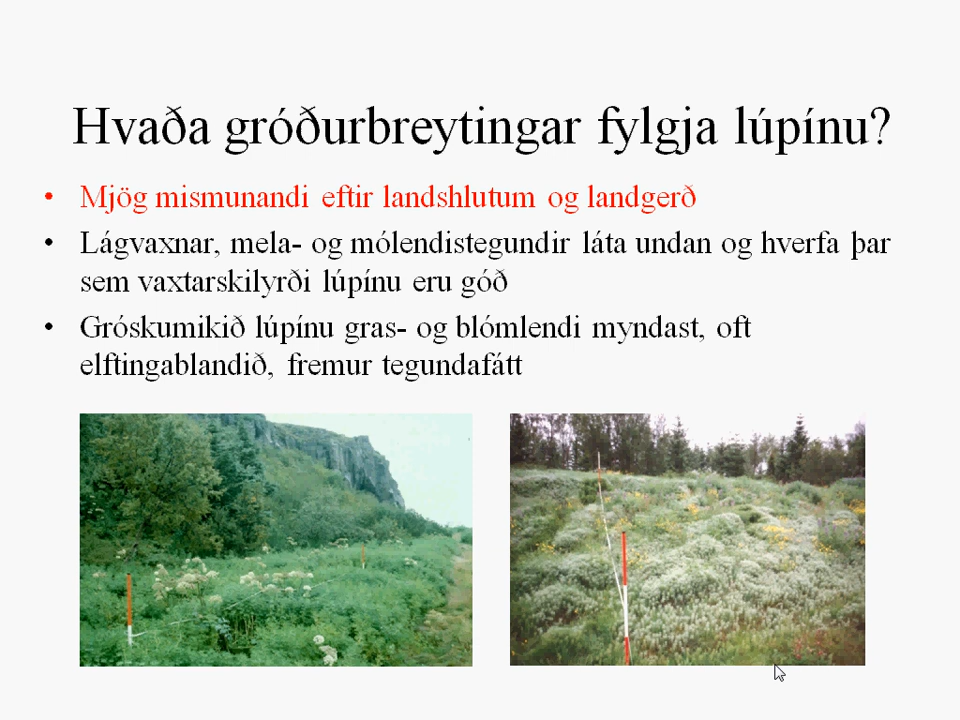 Hvaða gróðurbreytingar fylgja lúpínu?
• Mjög mismunandi eftir landshlutum og landgerð
• Lágvaxnar, mela- og mólendistegundir láta undan og hverfa þar
sem vaxtarskilyrði lúpínu eru góð
• Gróskumikið lúpínu gras- og blómlendi myndast, oft
elftingablandið, fremur tegundafátt